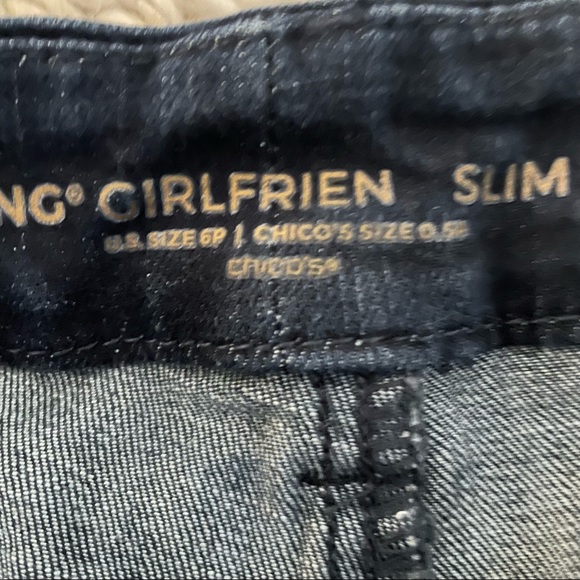 NG® GIRLFRIEN SLIM
U.S. SIZE 6P | CHICO'S SIZE 0.5P
CHICO'S®